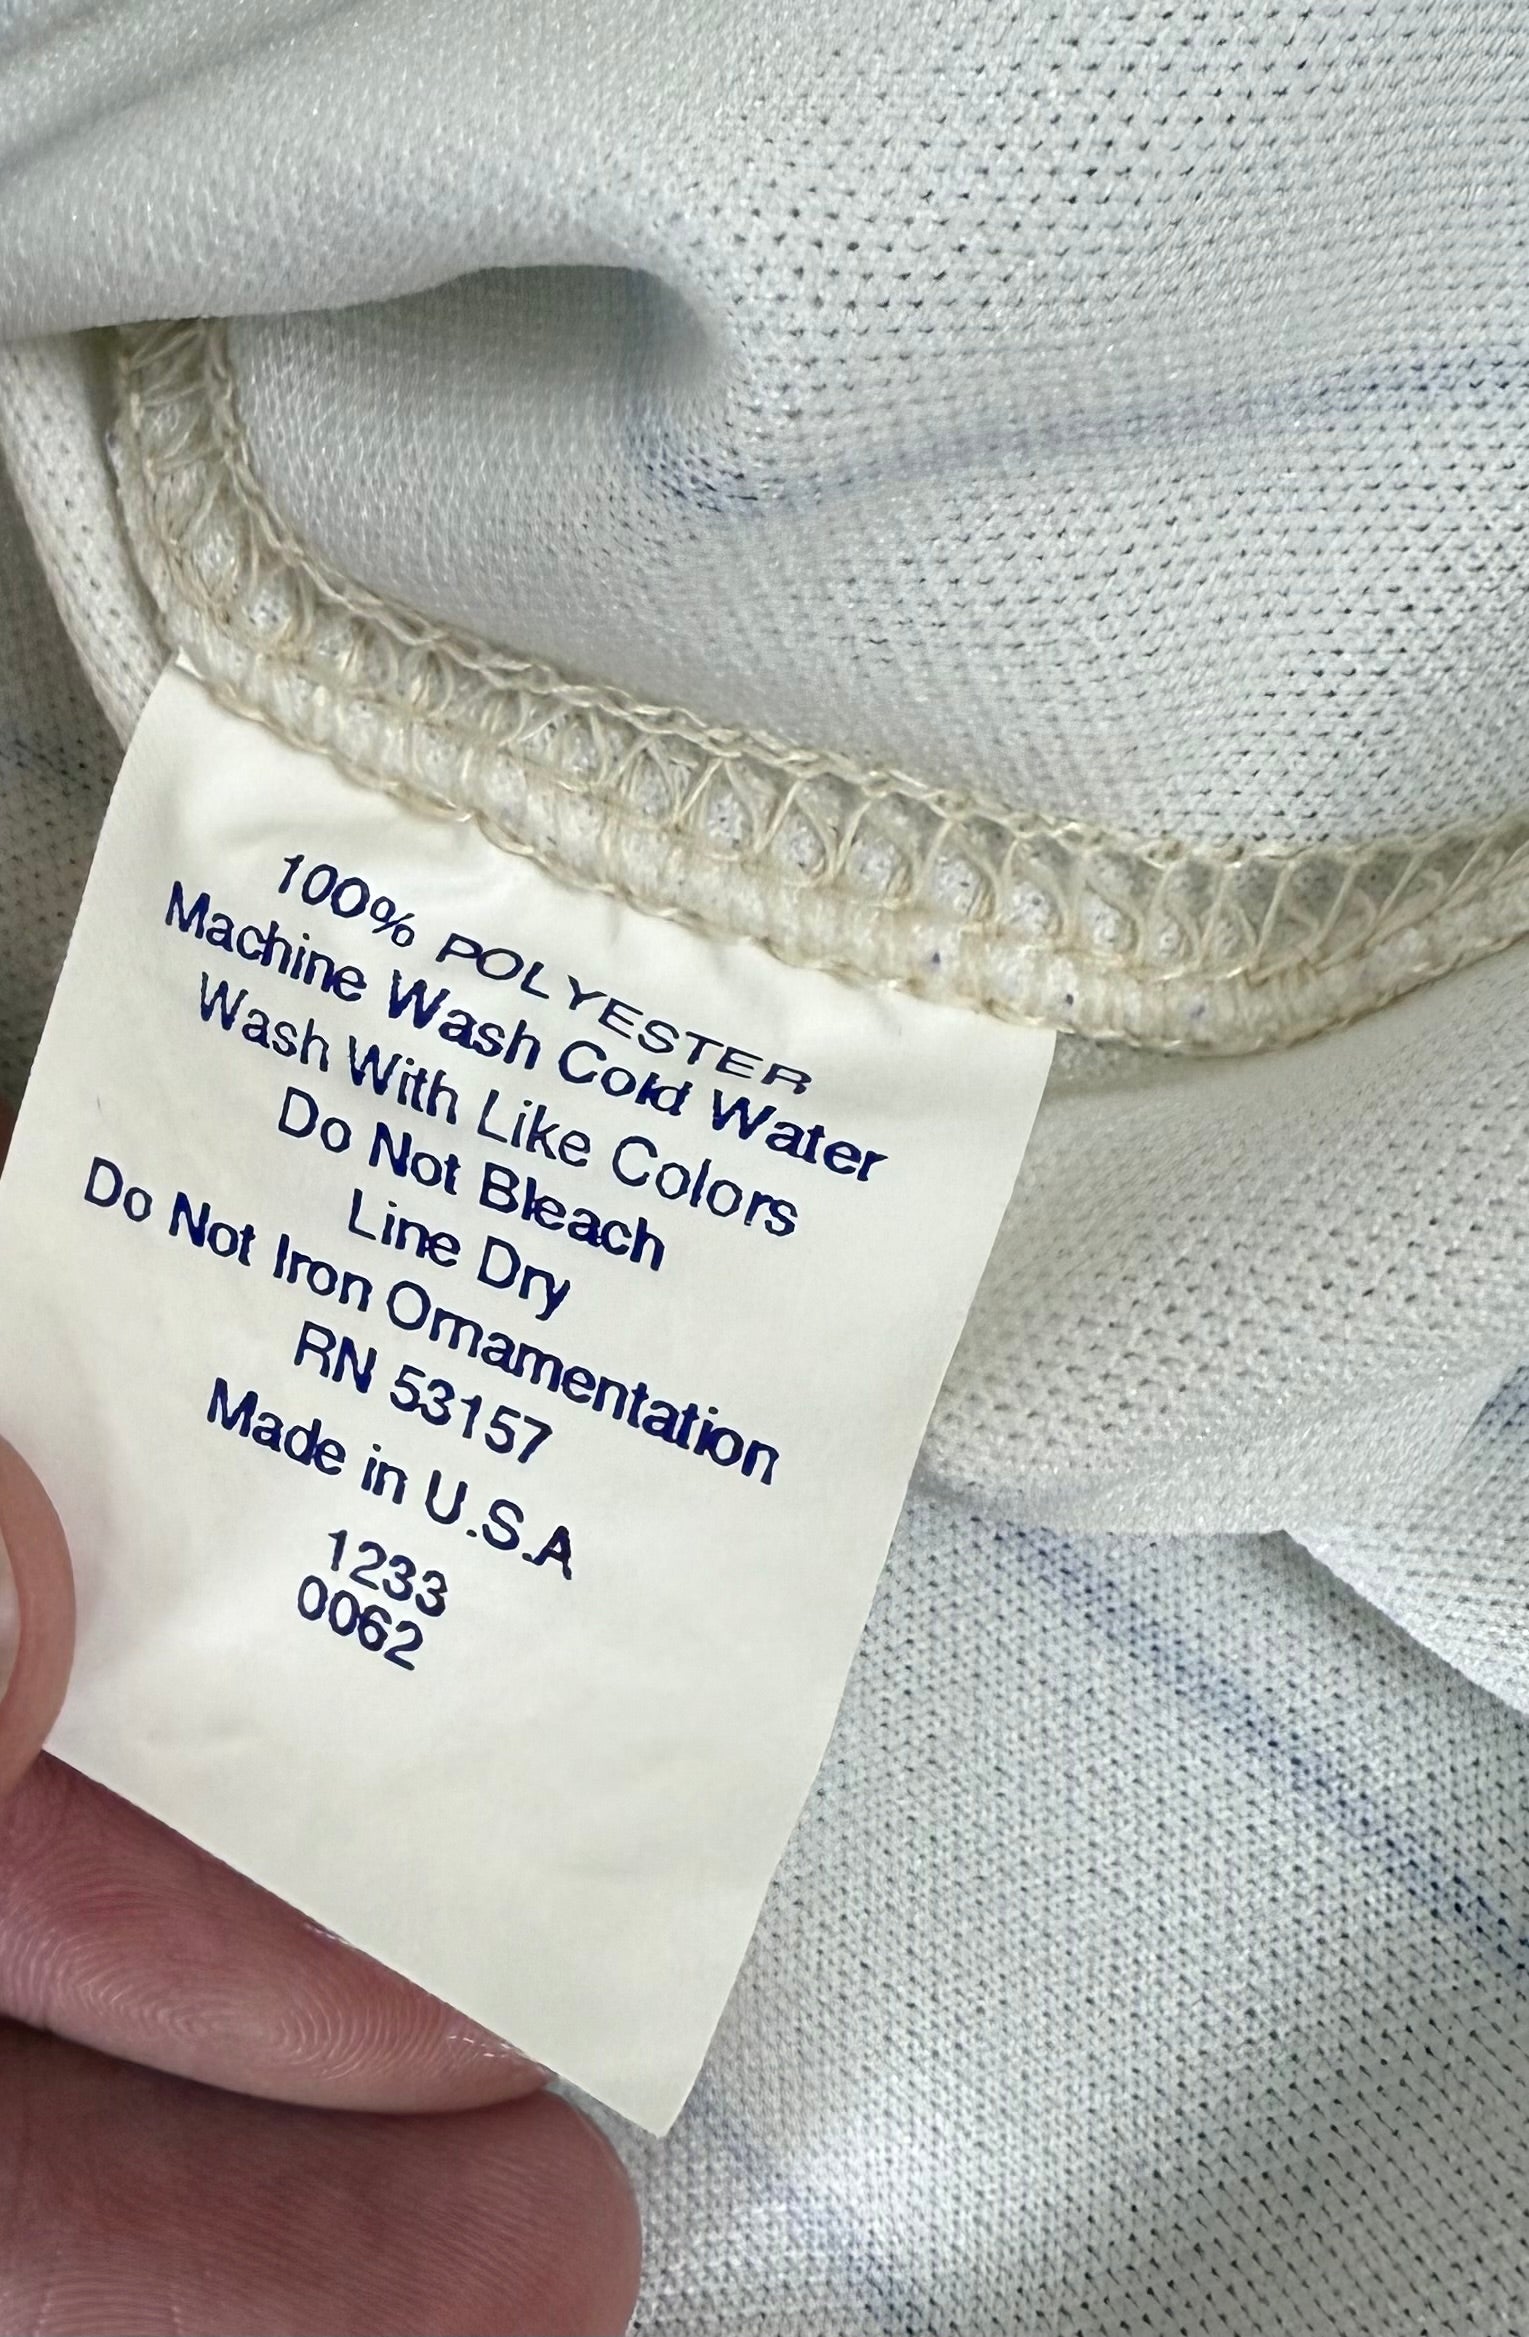 100% POLYESTER
Machine Wash Cold Water
Wash With Like Colors
Do Not Bleach
Line Dry
Do Not Iron Ornamentation
RN 53157
Made in U.S.A
1233
0062